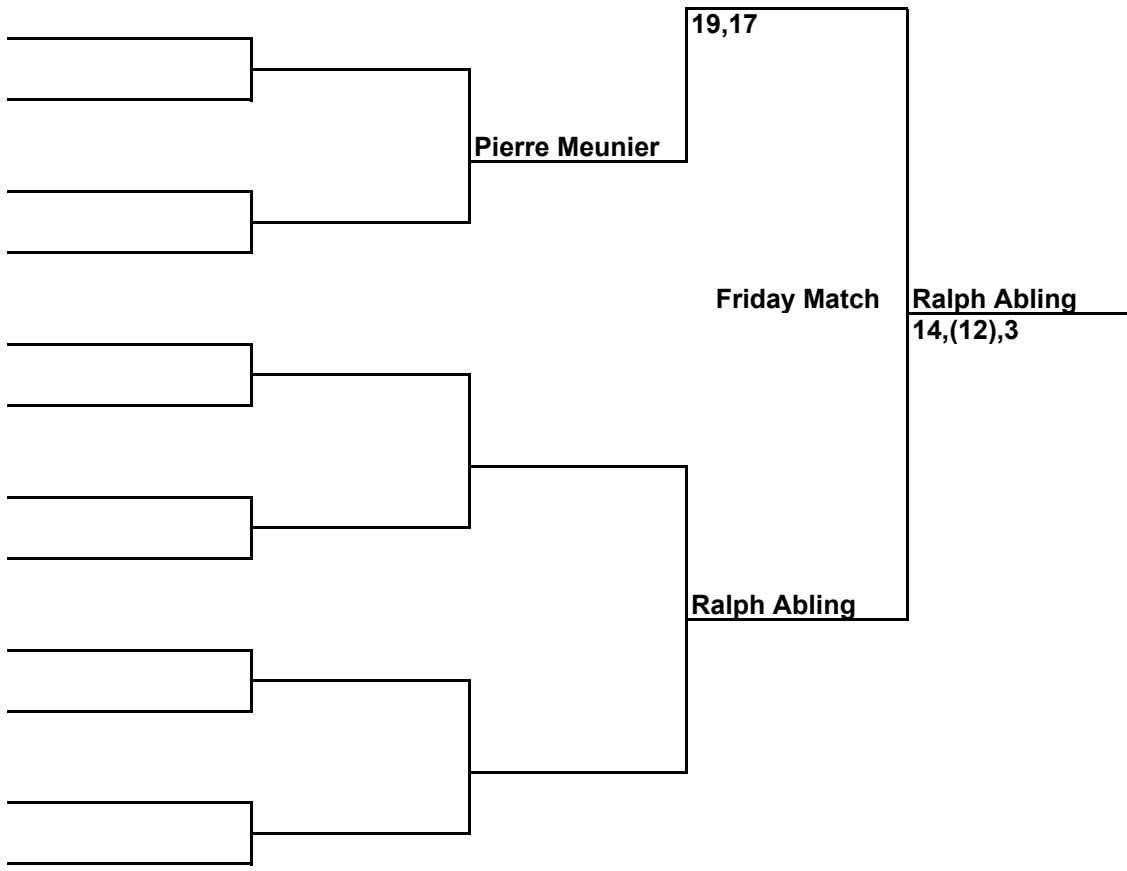 19,17
Pierre Meunier
Friday Match
Ralph Abling
14,(12),3
Ralph Abling